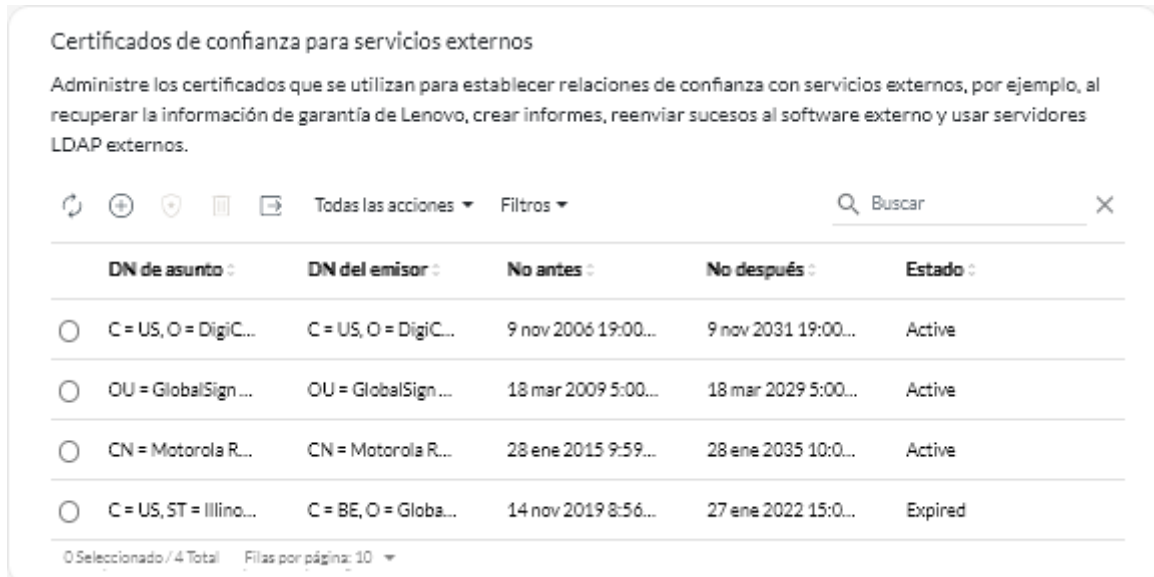 Certificados de confianza para servicios externos
Administre los certificados que se utilizan para establecer relaciones de confianza con servicios externos, por ejemplo, al
recuperar la información de garantía de Lenovo, crear informes, reenviar sucesos al software externo y usar servidores
LDAP externos.
Todas las acciones Filtros Buscar
DN de asunto DN del emisor No antes No después Estado
C = US, O = DigiC... C = US, O = DigiC... 9 nov 2006 19:00... 9 nov 2031 19:00... Active
OU = GlobalSign ... OU = GlobalSign ... 18 mar 2009 5:00... 18 mar 2029 5:00... Active
CN = Motorola R... CN = Motorola R... 28 ene 2015 9:59... 28 ene 2035 10:0... Active
C = US, ST = Illino... C = BE, O = Globa... 14 nov 2019 8:56... 27 ene 2022 15:0... Expired
0 Seleccionado / 4 Total Filas por página: 10